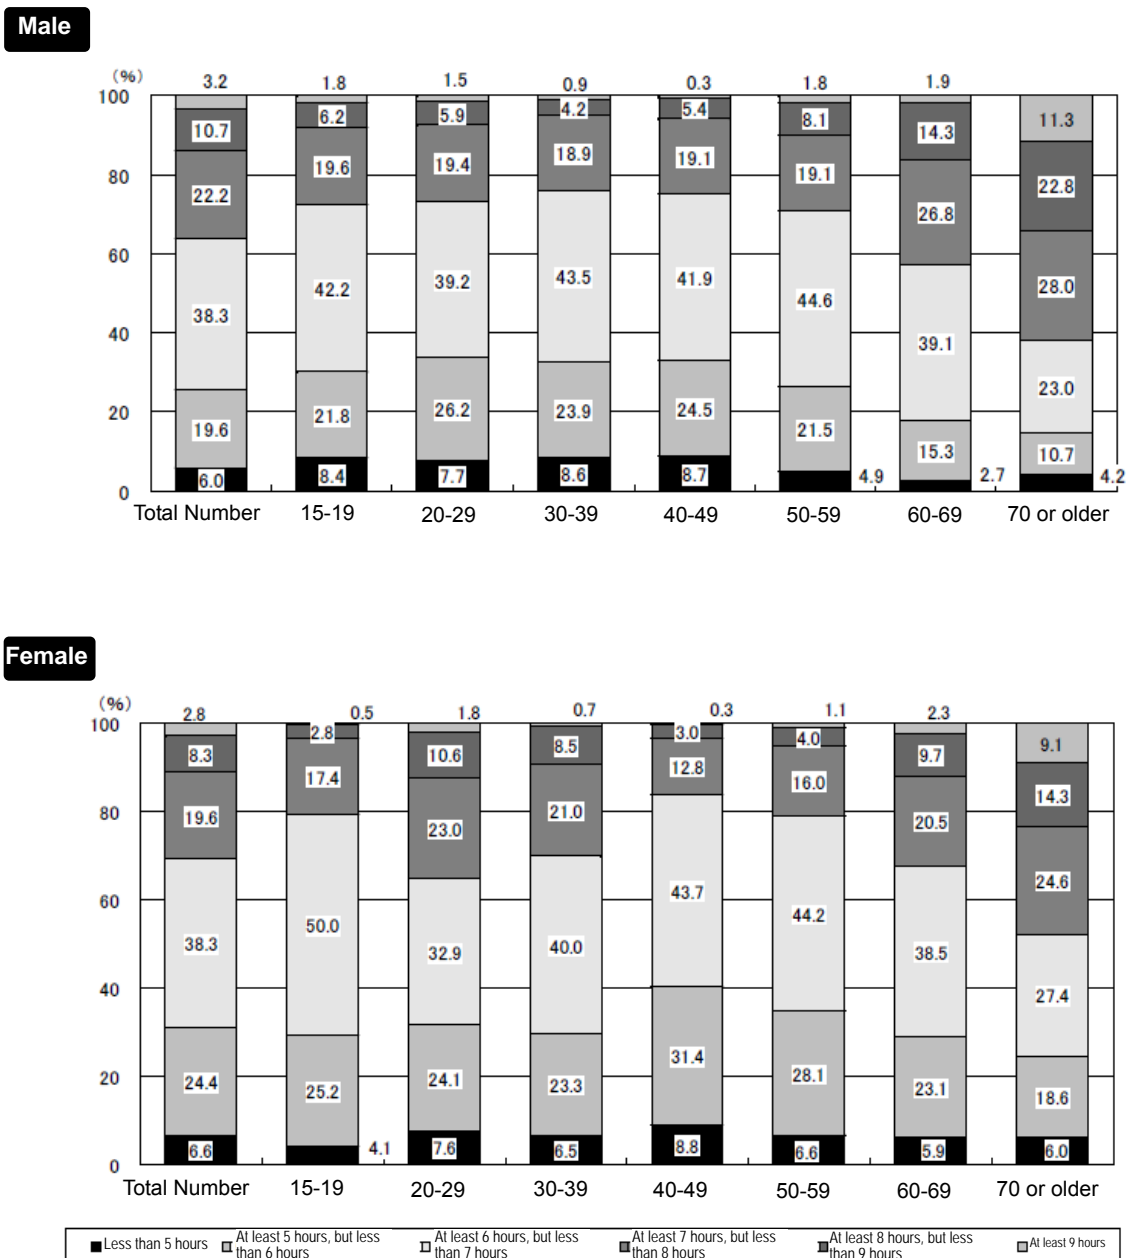 Male
(%)
3.2 1.8 1.5 0.9 0.3 1.8 1.9
100
10.7 6.2 5.9 4.2 5.4 8.1 14.3 11.3
80
22.2 19.6 19.4 18.9 19.1 19.1 26.8 22.8
60
38.3 42.2 39.2 43.5 41.9 44.6 39.1 28.0
40
19.6 21.8 26.2 23.9 24.5 21.5 15.3 23.0
20
10.7
6.0 8.4 7.7 8.6 8.7 4.9 2.7 4.2
0
Total Number 15-19 20-29 30-39 40-49 50-59 60-69 70 or older
Female
(%)
2.8 0.5 1.8 0.7 0.3 1.1 2.3
100
8.3 2.8 10.6 8.5 3.0 4.0 9.7 9.1
19.6 17.4 23.0 21.0 12.8 16.0 20.5 14.3
80
38.3 50.0 32.9 40.0 43.7 44.2 38.5 24.6
60
27.4
40
24.4 25.2 24.1 23.3 31.4 28.1 23.1 18.6
20
6.6 4.1 7.6 6.5 8.8 6.6 5.9 6.0
0
Total Number 15-19 20-29 30-39 40-49 50-59 60-69 70 or older
Less than 5 hours
At least 5 hours, but less
than 6 hours
At least 6 hours, but less
than 7 hours
At least 7 hours, but less
than 8 hours
At least 8 hours, but less
than 9 hours
At least 9 hours